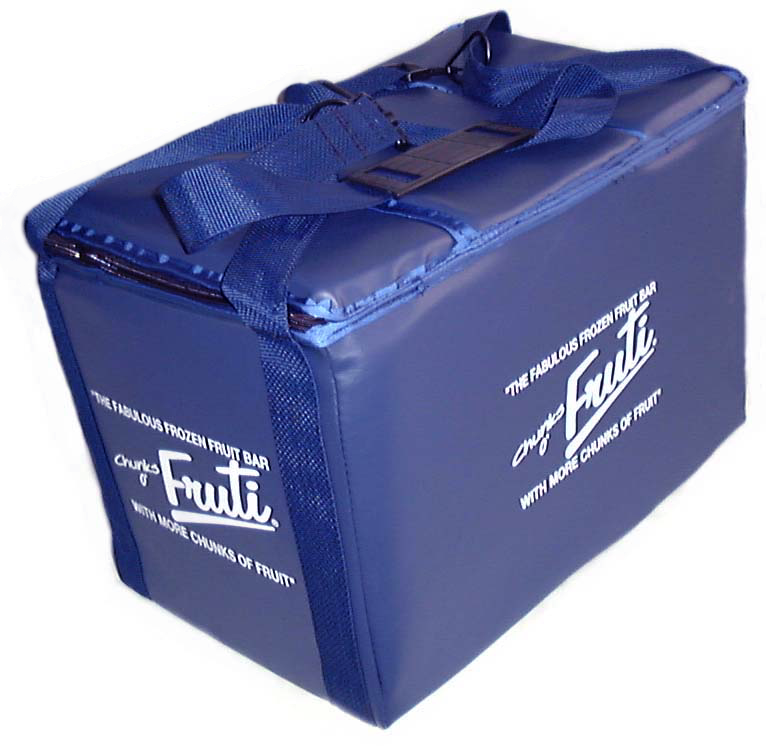 "THE FABULOUS FROZEN FRUIT BAR
chunks Fruti®
WITH MORE CHUNKS OF FRUIT"
"THE FABULOUS FROZEN FRUIT BAR
chunks Fruti®
WITH MORE CHUNKS OF FRUIT"